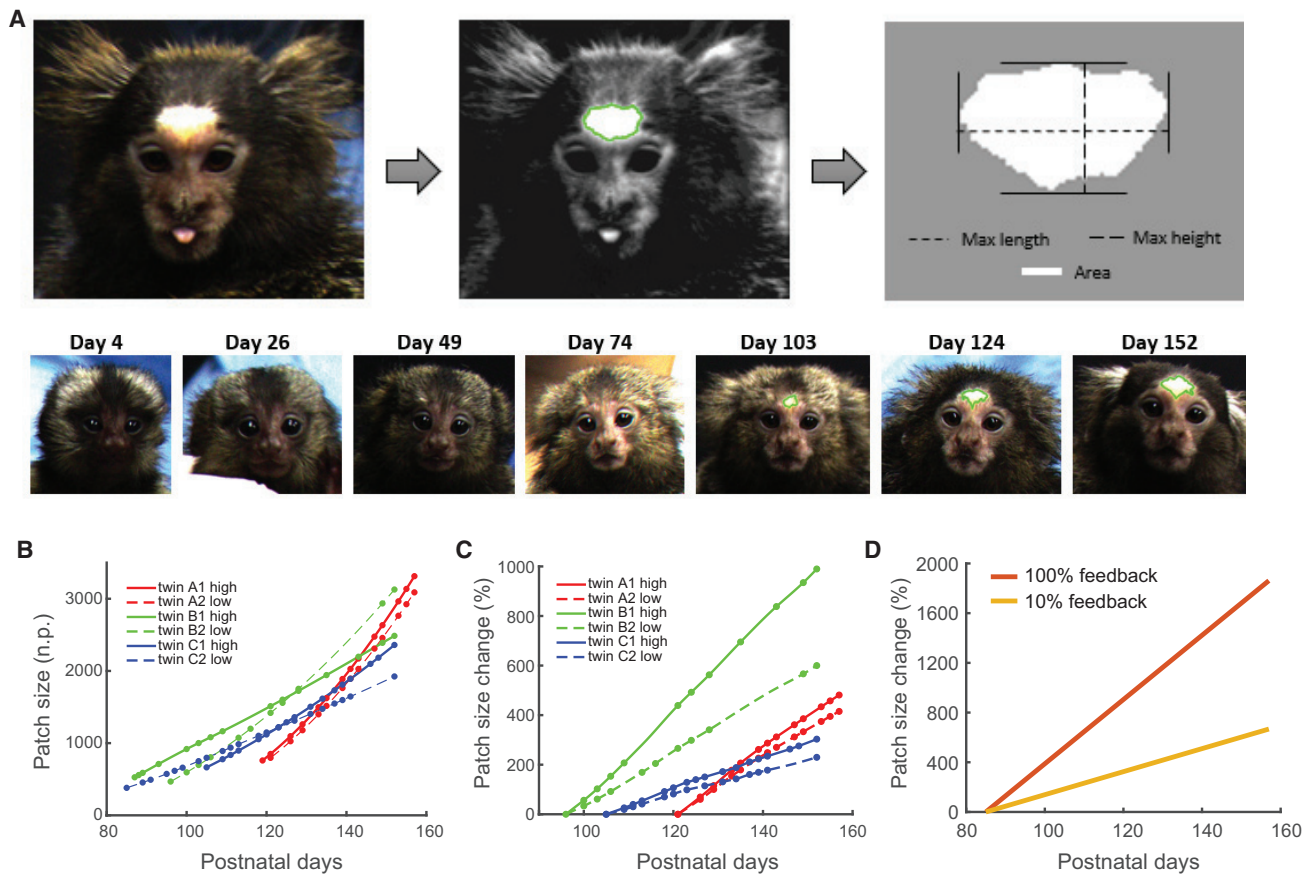 A
Max length
Max height
Area
Day 4
Day 26
Day 49
Day 74
Day 103
Day 124
Day 152
B
Patch size (n.p.)
3000
2000
1000
0
80
100
120
140
160
Postnatal days
twin A1 high
twin A2 low
twin B1 high
twin B2 low
twin C1 high
twin C2 low
C
Patch size change (%)
1000
800
600
400
200
0
100
120
140
160
Postnatal days
twin A1 high
twin A2 low
twin B1 high
twin B2 low
twin C1 high
twin C2 low
D
Patch size change (%)
2000
1600
1200
800
400
0
80
100
120
140
160
Postnatal days
100% feedback
10% feedback